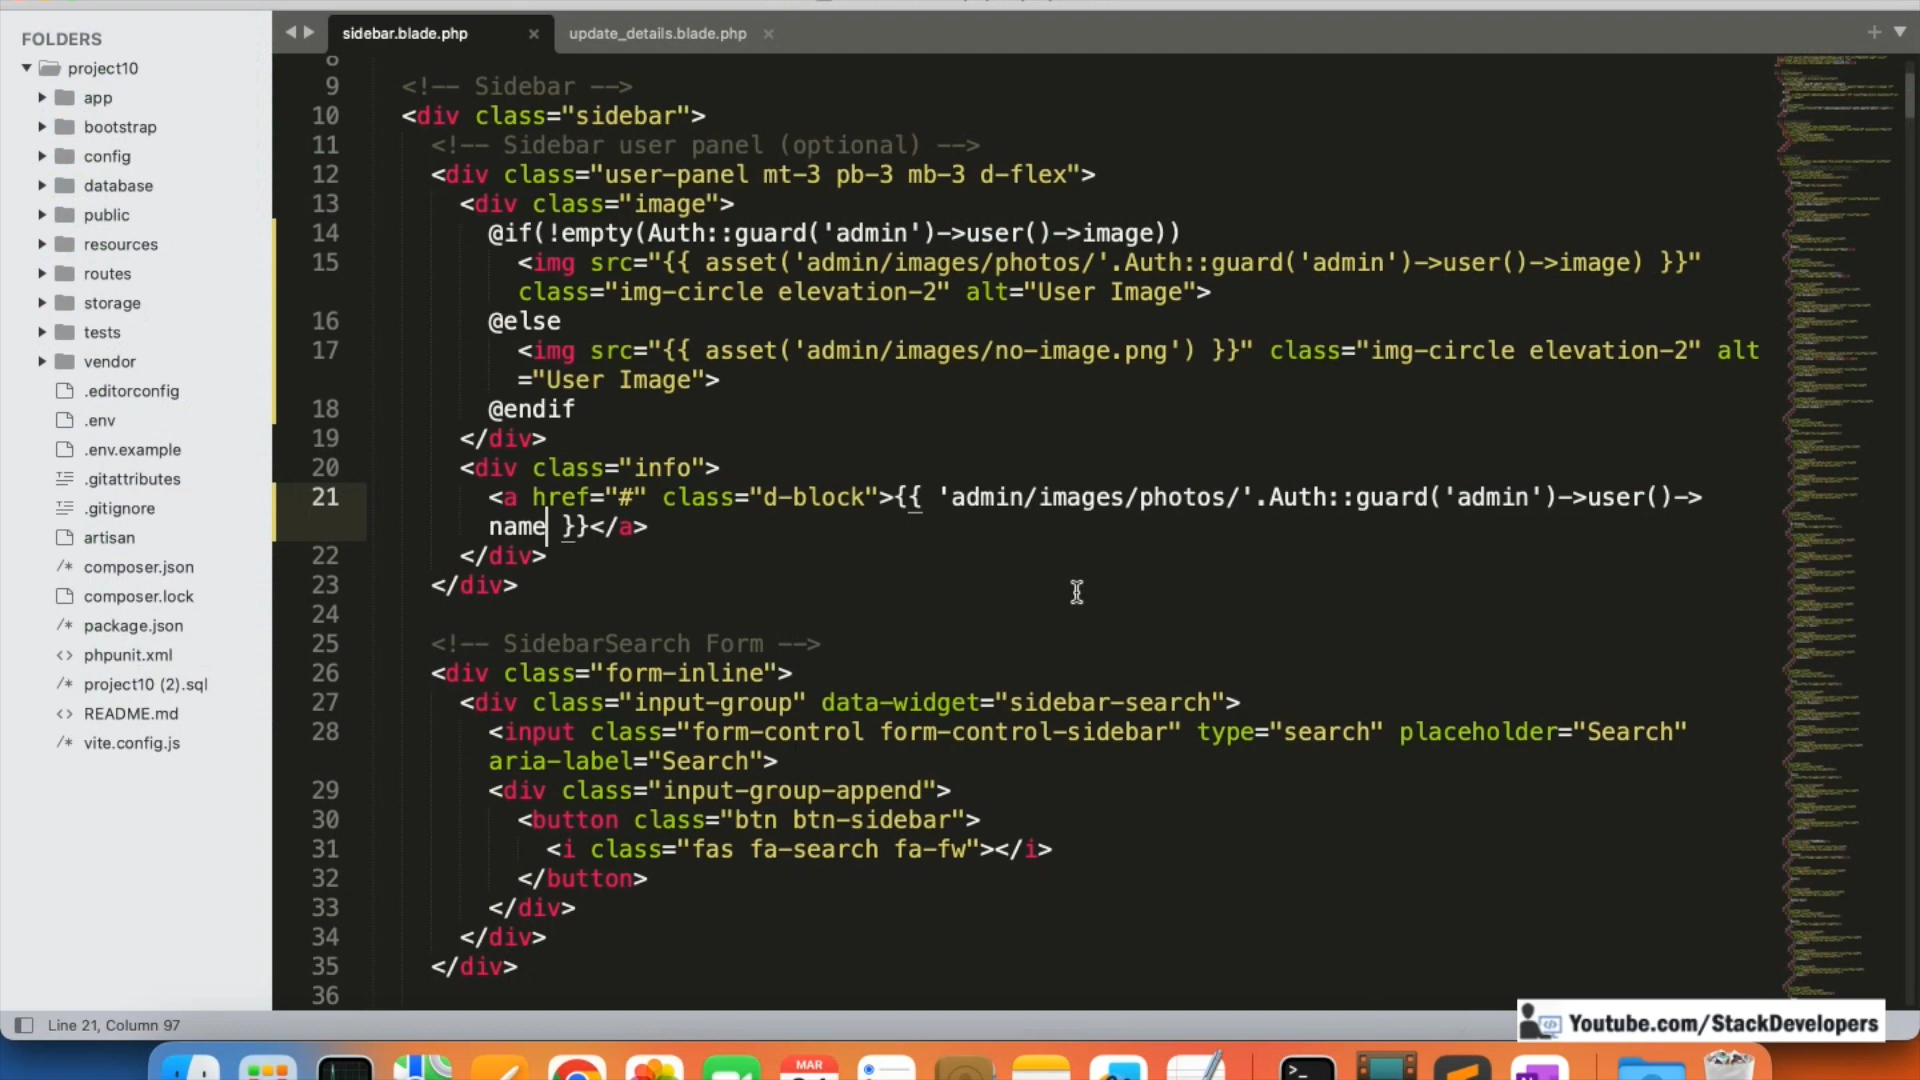 FOLDERS
project10
app
bootstrap
config
database
public
resources
routes
storage
tests
vendor
.editorconfig
.env
.env.example
.gitattributes
.gitignore
artisan
/* composer.json
composer.lock
/* package.json
<> phpunit.xml
/* project10 (2).sql
<> README.md
/* vite.config.js
sidebar.blade.php ×
update_details.blade.php ×
8
9 <!-- Sidebar -->
10 <div class="sidebar">
11 <!-- Sidebar user panel (optional) -->
12 <div class="user-panel mt-3 pb-3 mb-3 d-flex">
13 <div class="image">
14 @if(!empty(Auth::guard('admin')->user()->image))
15 <img src="{{ asset('admin/images/photos/'.Auth::guard('admin')->user()->image) }}"
class="img-circle elevation-2" alt="User Image">
16 @else
17 <img src="{{ asset('admin/images/no-image.png') }}" class="img-circle elevation-2" alt
="User Image">
18 @endif
19 </div>
20 <div class="info">
21 <a href="#" class="d-block">{{ 'admin/images/photos/'.Auth::guard('admin')->user()->
name }}</a>
22 </div>
23 </div>
24
25 <!-- SidebarSearch Form -->
26 <div class="form-inline">
27 <div class="input-group" data-widget="sidebar-search">
28 <input class="form-control form-control-sidebar" type="search" placeholder="Search"
aria-label="Search">
29 <div class="input-group-append">
30 <button class="btn btn-sidebar">
31 <i class="fas fa-search fa-fw"></i>
32 </button>
33 </div>
34 </div>
35 </div>
36
Line 21, Column 97
Youtube.com/StackDevelopers
MAR